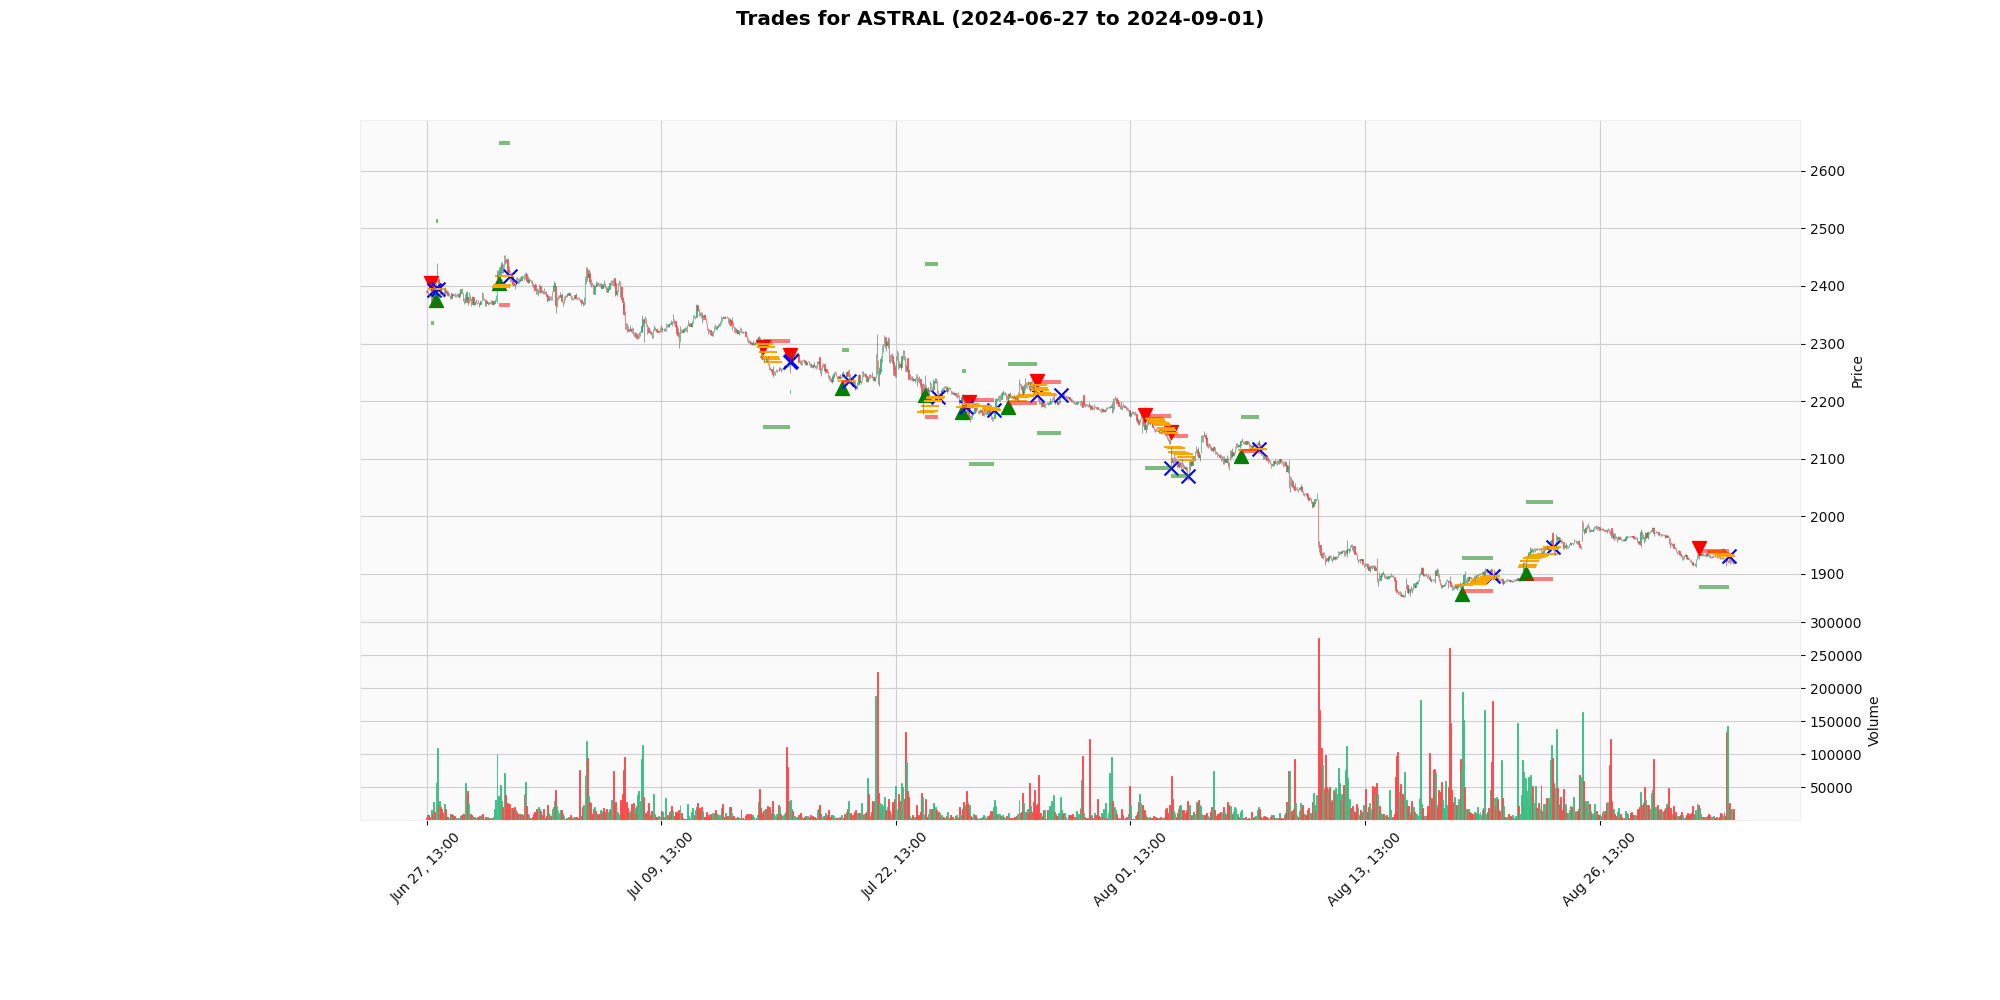 Trades for ASTRAL (2024-06-27 to 2024-09-01)
2600
2500
2400
2300
2200
2100
2000
1900
Price
300000
250000
200000
150000
100000
50000
Volume
Jun 27, 13:00
Jul 09, 13:00
Jul 22, 13:00
Aug 01, 13:00
Aug 13, 13:00
Aug 26, 13:00